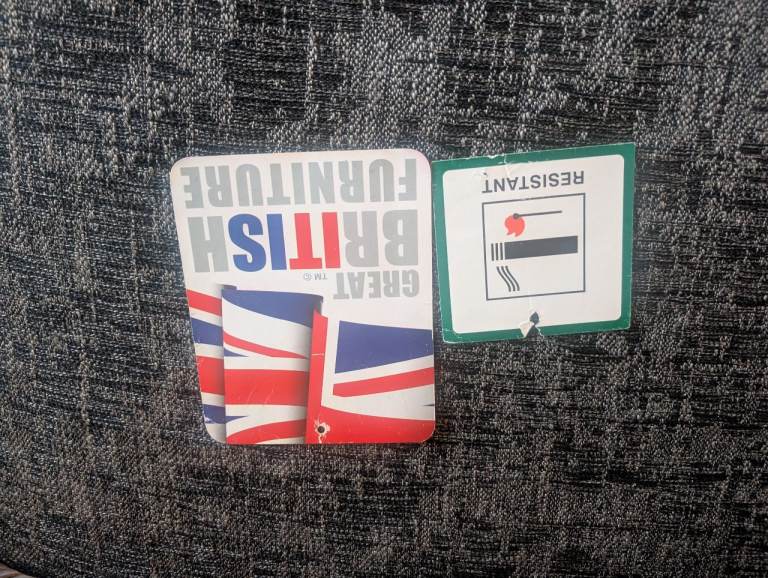 GREAT ™ ©
BRITISH
FURNITURE
RESISTANT